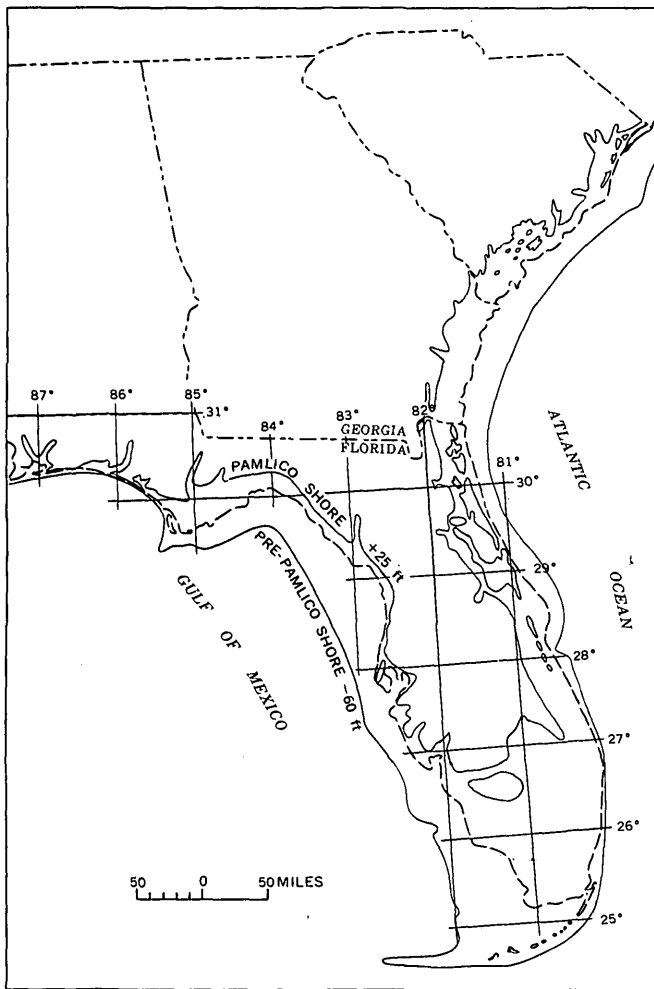 87°
86°
85°
31°
84°
83°
82°
GEORGIA
FLORIDA
ATLANTIC
OCEAN
81°
30°
PAMLICO SHORE
+25 ft
PRE-PAMLICO SHORE -60 ft
29°
GULF OF MEXICO
28°
27°
26°
25°
50 0 50 MILES